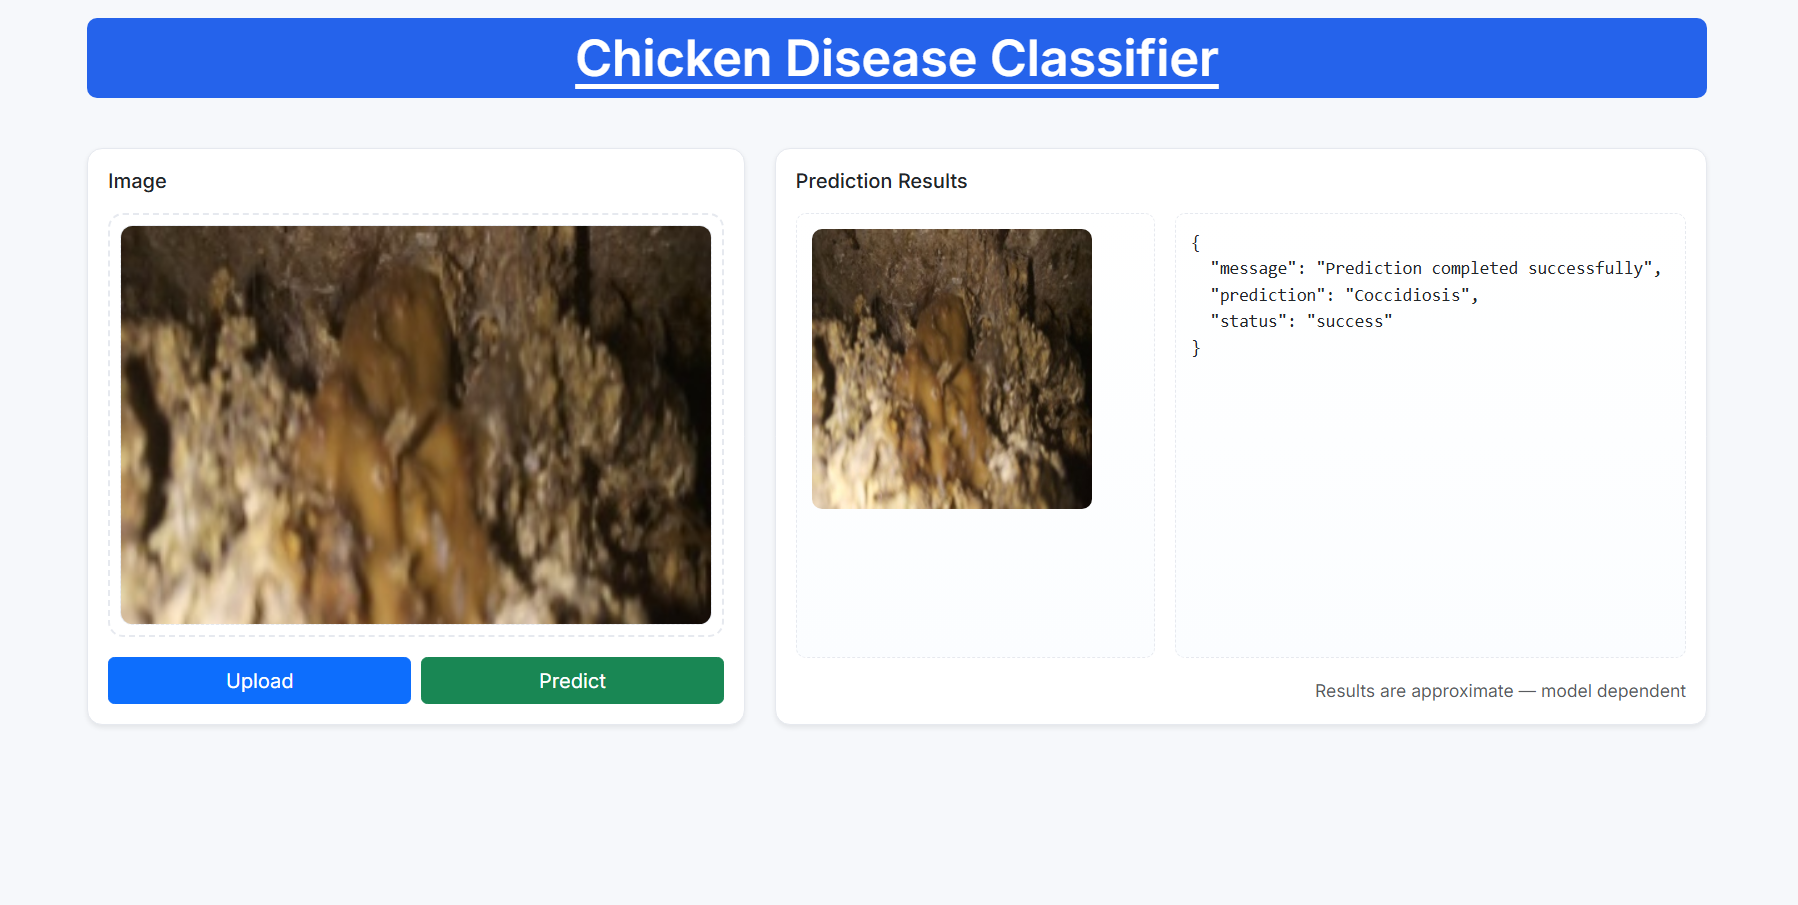 Chicken Disease Classifier
Image
Upload
Predict
Prediction Results
{
  "message": "Prediction completed successfully",
  "prediction": "Coccidiosis",
  "status": "success"
}
Results are approximate — model dependent